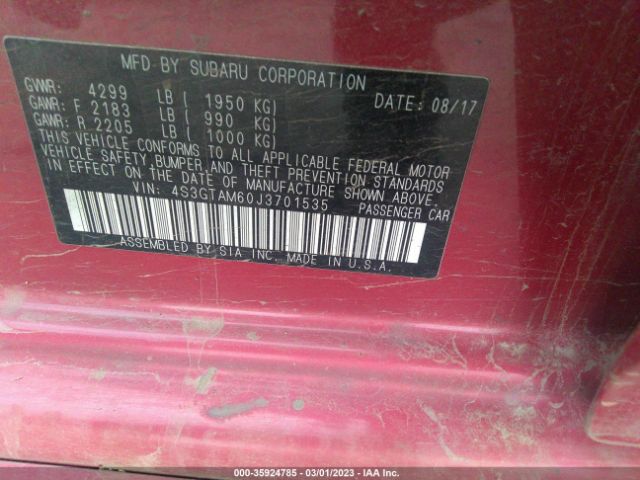 MFD BY SUBARU CORPORATION
GVWR: 4299 LB ( 1950 KG) DATE: 08/17
GAWR: F 2183 LB ( 990 KG)
GAWR: R 2205 LB ( 1000 KG)
THIS VEHICLE CONFORMS TO ALL APPLICABLE FEDERAL MOTOR
VEHICLE SAFETY, BUMPER AND THEFT PREVENTION STANDARDS
IN EFFECT ON THE DATE OF MANUFACTURE SHOWN ABOVE.
VIN: 4S3GTAM60J3701535 PASSENGER CAR
ASSEMBLED BY SIA INC. MADE IN U.S.A.
000-35924785 - 03/01/2023 - IAA Inc.